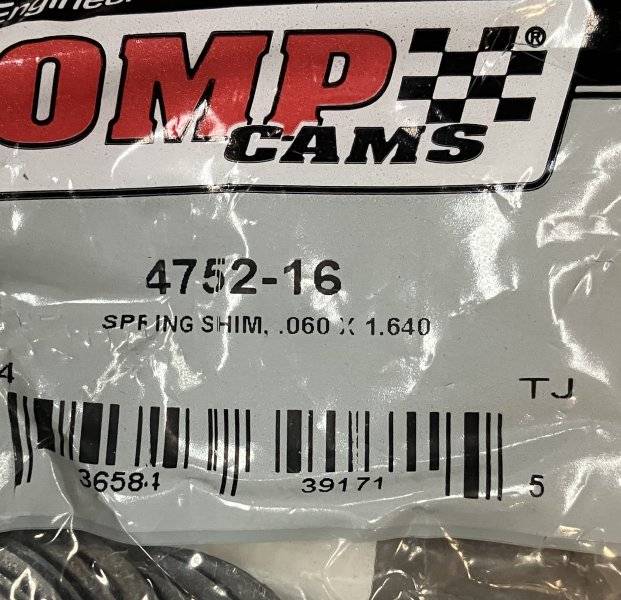 Engineer
OMP
CAMS
®
4752-16
SPRING SHIM, .060 X 1.640
4
TJ
36584
39171
5